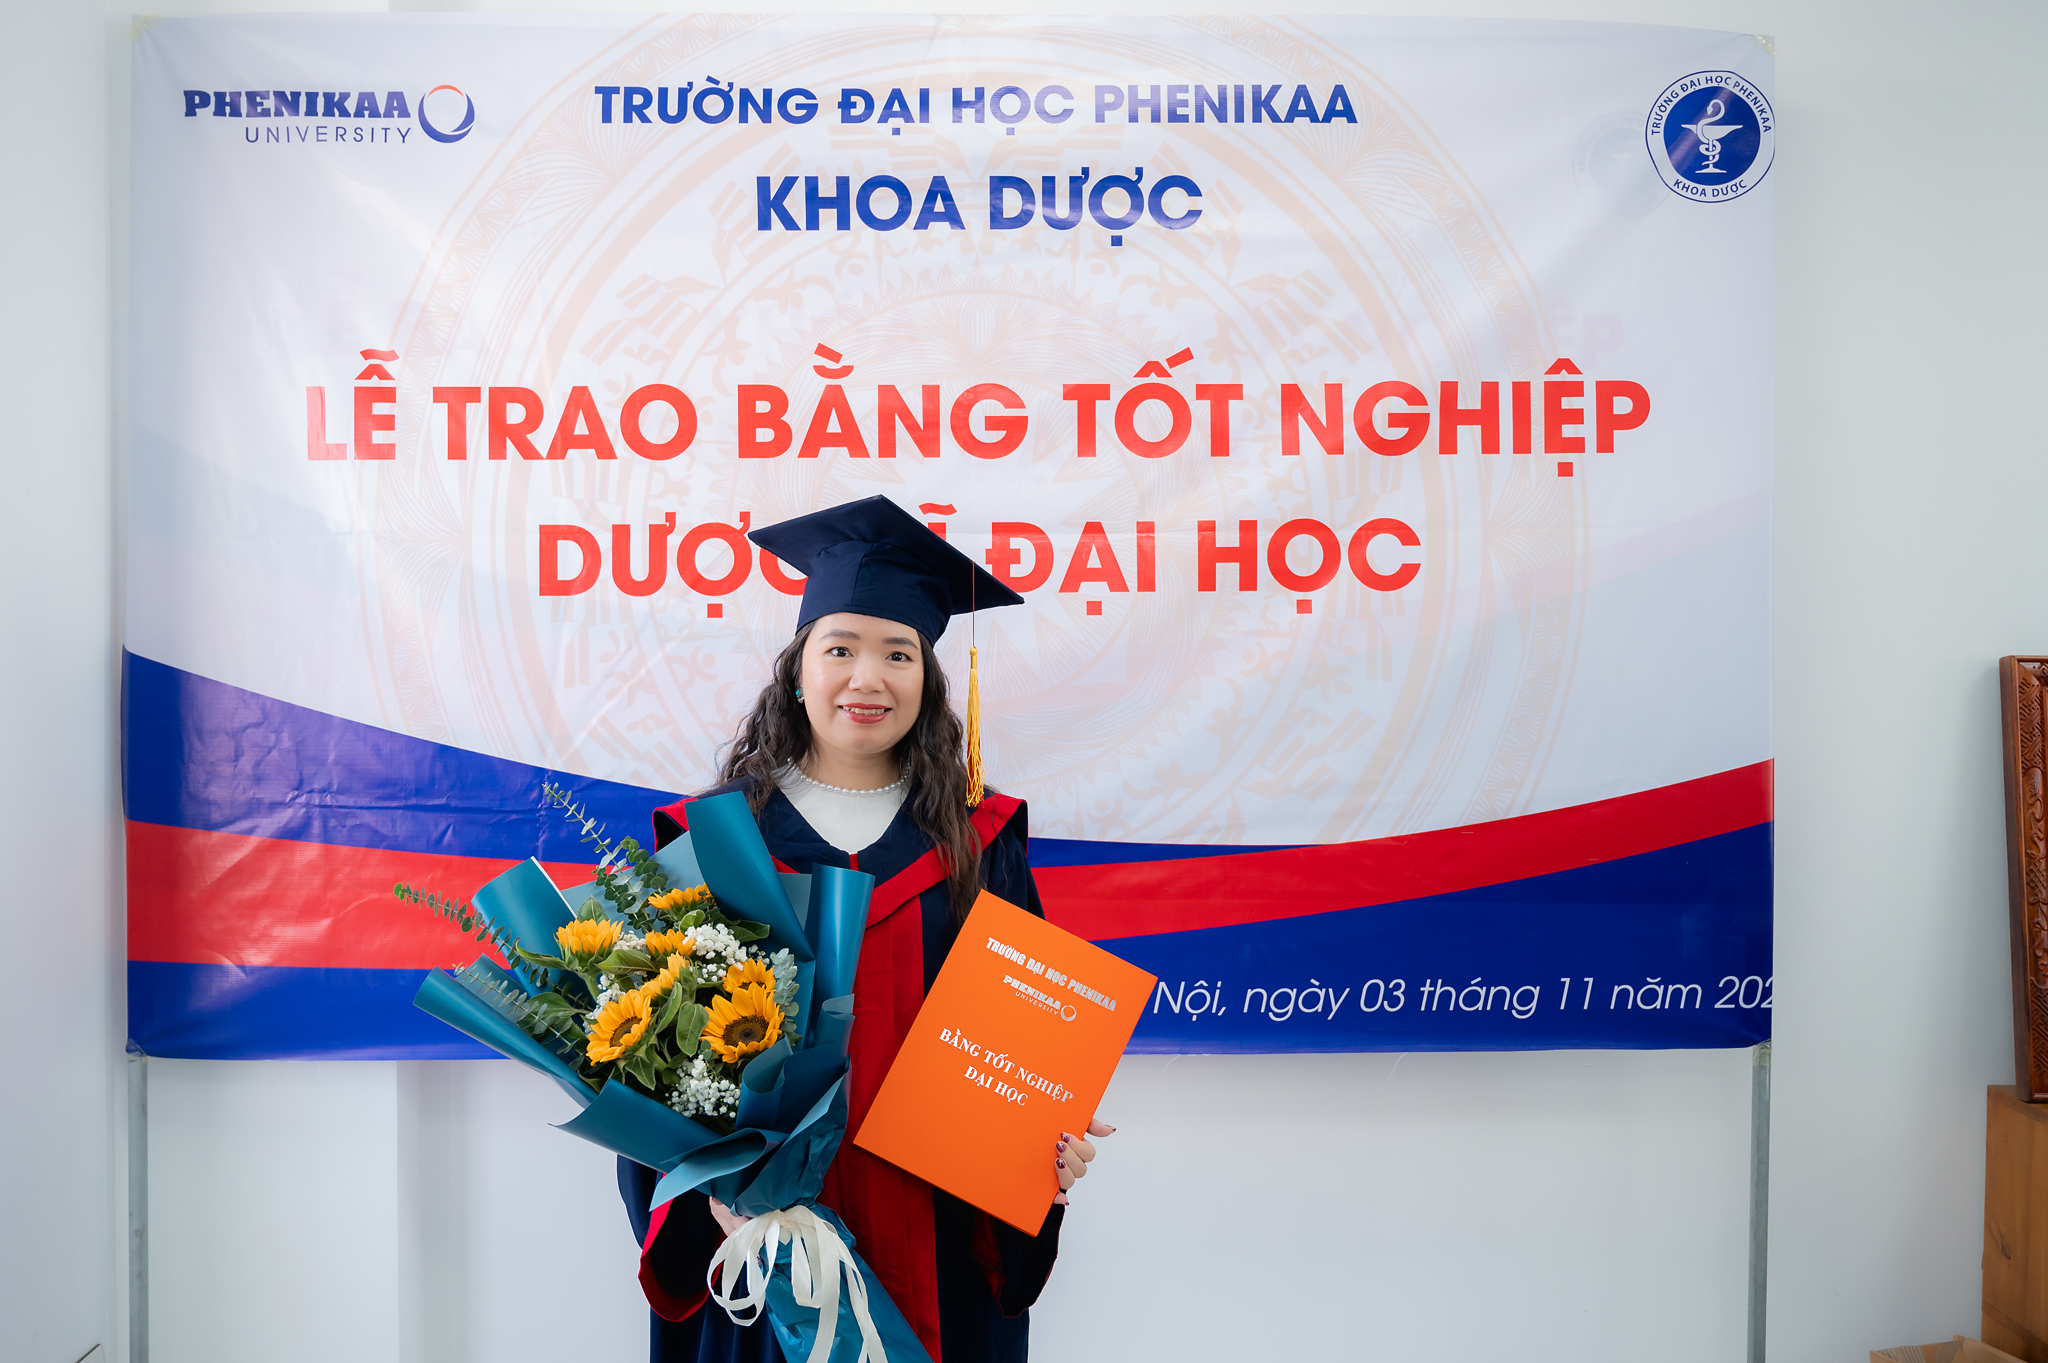 PHENIKAA
UNIVERSITY
TRƯỜNG ĐẠI HỌC PHENIKAA
KHOA DƯỢC
TRƯỜNG ĐẠI HỌC PHENIKAA
KHOA DƯỢC
LỄ TRAO BẰNG TỐT NGHIỆP
DƯỢC ĐẠI HỌC
Nội, ngày 03 tháng 11 năm 202
TRƯỜNG ĐẠI HỌC PHENIKAA
PHENIKAA
UNIVERSITY
BẰNG TỐT NGHIỆP
ĐẠI HỌC